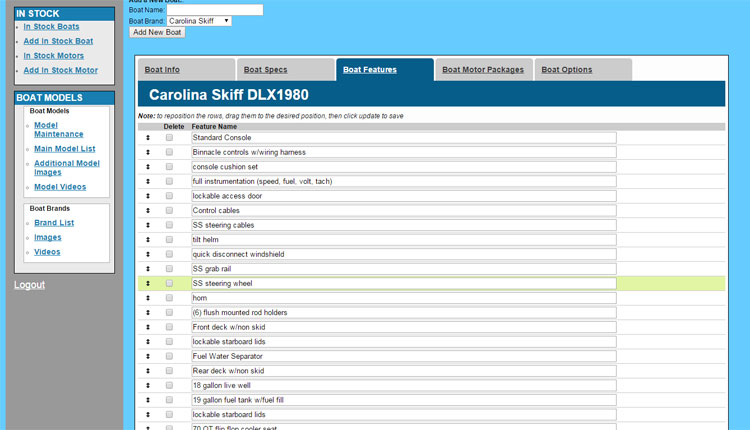 IN STOCK
In Stock Boats
Add In Stock Boat
In Stock Motors
Add In Stock Motor
BOAT MODELS
Boat Models
Model
Maintenance
Main Model List
Additional Model
Images
Model Videos
Boat Brands
Brand List
Images
Videos
Logout
Boat Name:
Boat Brand: Carolina Skiff
Add New Boat
Boat Info Boat Specs Boat Features Boat Motor Packages Boat Options
Carolina Skiff DLX1980
Note: to reposition the rows, drag them to the desired position, then click update to save
Delete Feature Name
Standard Console
Binnacle controls w/wiring harness
console cushion set
full instrumentation (speed, fuel, volt, tach)
lockable access door
Control cables
SS steering cables
tilt helm
quick disconnect windshield
SS grab rail
SS steering wheel
horn
(6) flush mounted rod holders
Front deck w/non skid
lockable starboard lids
Fuel Water Separator
Rear deck w/non skid
18 gallon live well
19 gallon fuel tank w/fuel fill
lockable starboard lids
70 QT flip flop cooler seat